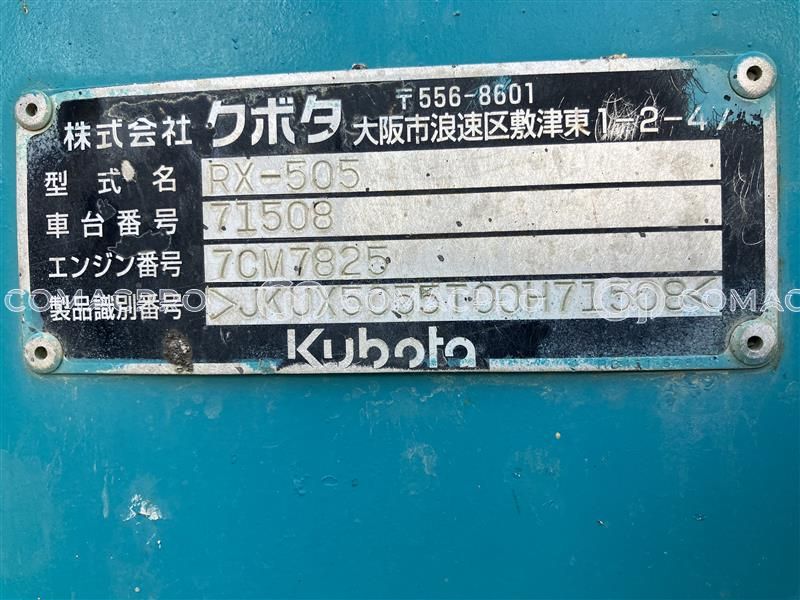 〒556-8601
株式会社 クボタ 大阪市浪速区敷津東1-2-47
型式名 RX-505
車台番号 71508
エンジン番号 7CM7825
製品識別番号 >JKUX5055T00H71508<
Kubota